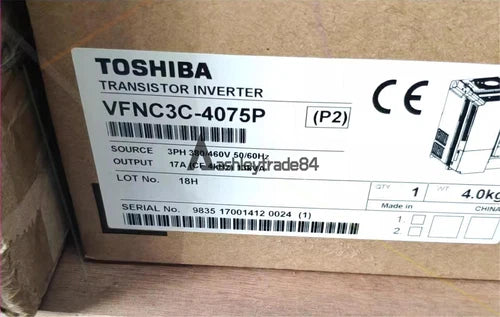 TOSHIBA
TRANSISTOR INVERTER
VFNC3C-4075P (P2)
CE
SOURCE 3PH 380/460V 50/60Hz
OUTPUT 17A
ashleytrade84
LOT No. 18H
QTY 1 WT. 4.0kg
SERIAL No. 9835 17001412 0024 (1)
Made in 1. CHINA
2.